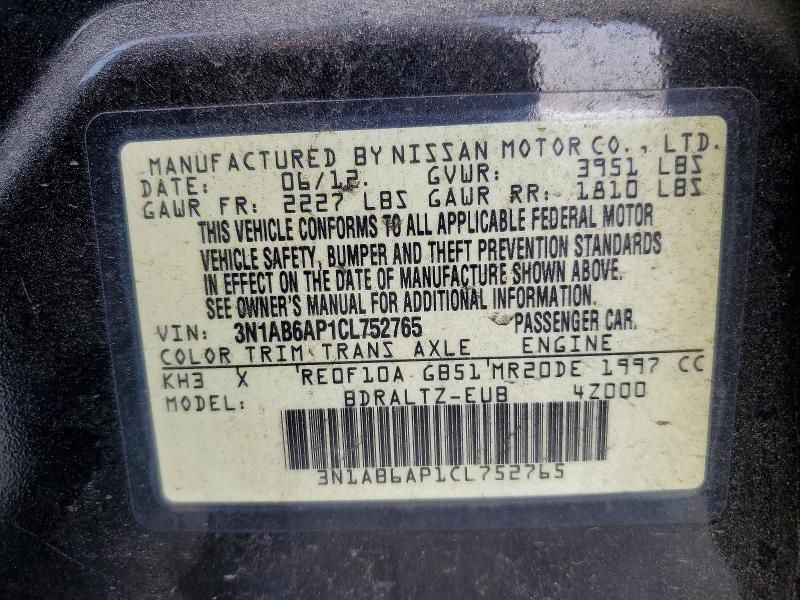 MANUFACTURED BY NISSAN MOTOR CO., LTD.
DATE: 06/12. GVWR: 3951 LBS
GAWR FR: 2227 LBS GAWR RR: 1810 LBS
THIS VEHICLE CONFORMS TO ALL APPLICABLE FEDERAL MOTOR
VEHICLE SAFETY, BUMPER AND THEFT PREVENTION STANDARDS
IN EFFECT ON THE DATE OF MANUFACTURE SHOWN ABOVE.
SEE OWNER'S MANUAL FOR ADDITIONAL INFORMATION.
VIN: 3N1AB6AP1CL752765 PASSENGER CAR.
COLOR TRIM TRANS AXLE ENGINE
KH3 X RE0F10A GB51 MR20DE 1997 CC
MODEL: BDRALTZ-EUB 4Z000
3N1AB6AP1CL752765